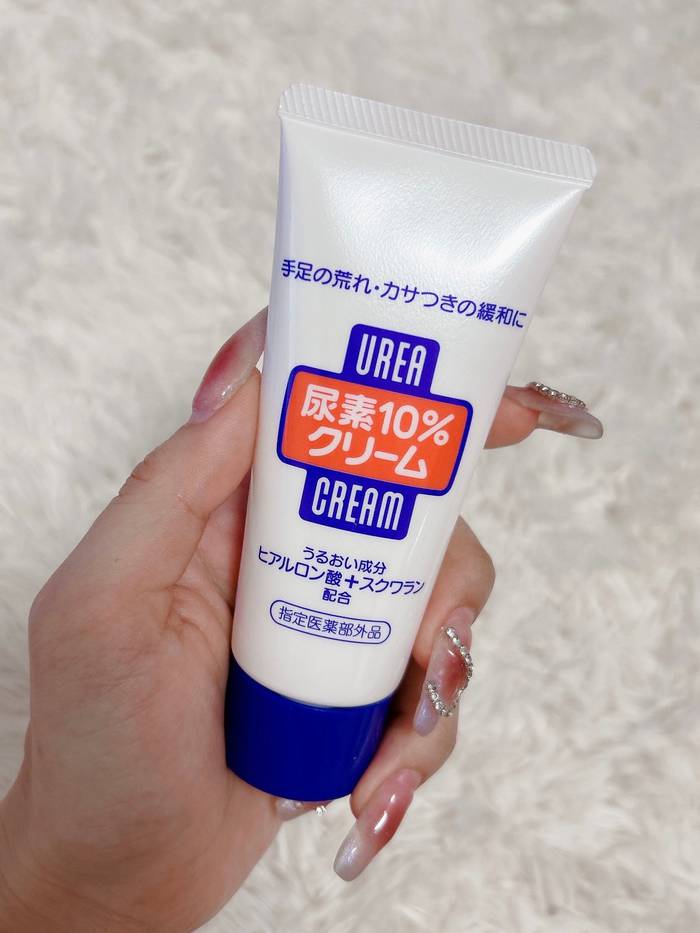 手足の荒れ・カサつきの緩和に
UREA
尿素10%
クリーム
CREAM
うるおい成分
ヒアルロン酸+スクワラン
配合
指定医薬部外品